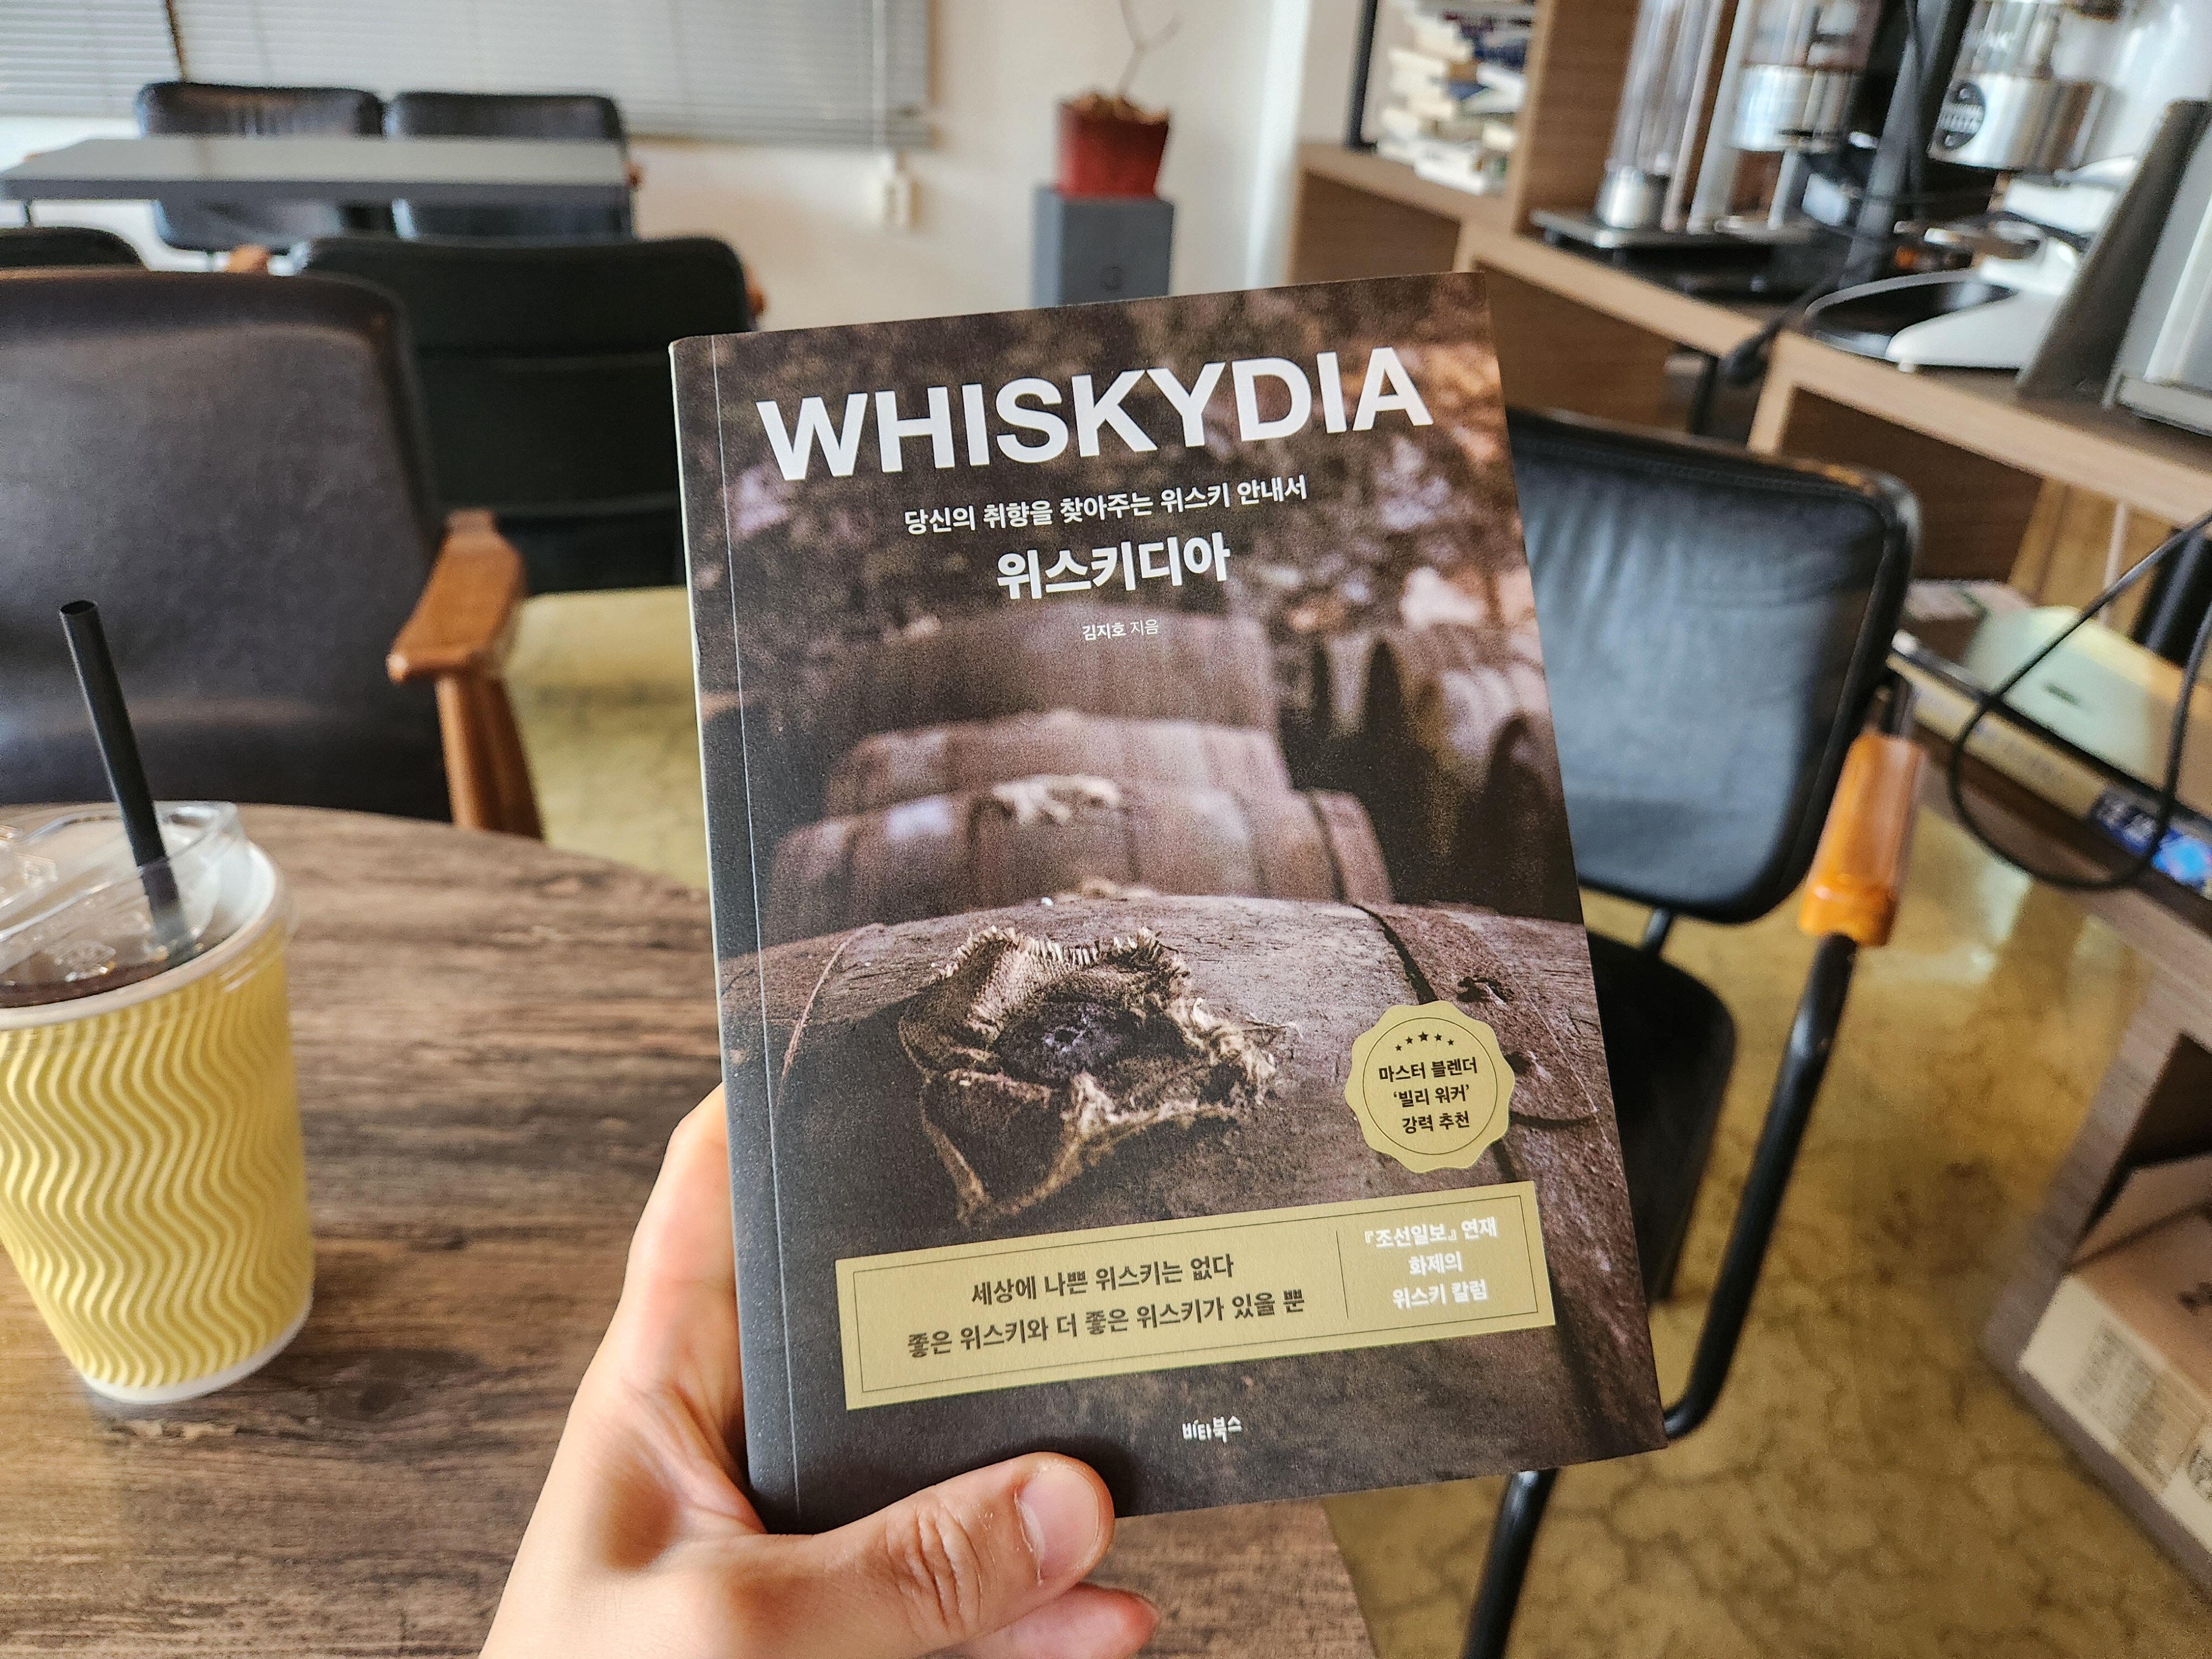 WHISKYDIA
당신의 취향을 찾아주는 위스키 안내서
위스키디아
김지호 지음
마스터 블렌더
‘빌리 워커’
강력 추천
세상에 나쁜 위스키는 없다
좋은 위스키와 더 좋은 위스키가 있을 뿐
『조선일보』 연재
화제의
위스키 칼럼
비타북스